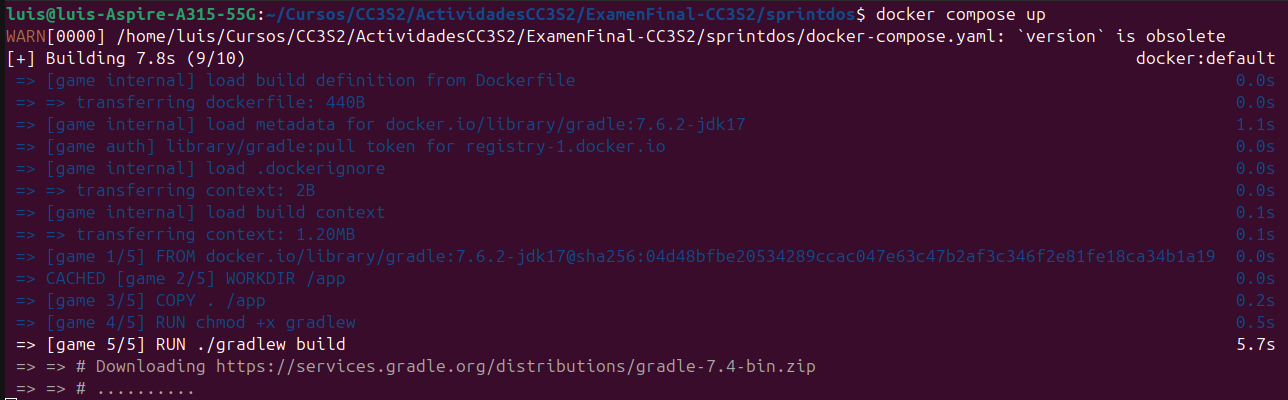 luis@luis-Aspire-A315-55G:~/Cursos/CC3S2/ActividadesCC3S2/ExamenFinal-CC3S2/sprintdos$ docker compose up
WARN[0000] /home/luis/Cursos/CC3S2/ActividadesCC3S2/ExamenFinal-CC3S2/sprintdos/docker-compose.yaml: `version` is obsolete
[+] Building 7.8s (9/10) docker:default
=> [game internal] load build definition from Dockerfile 0.0s
=> => transferring dockerfile: 440B 0.0s
=> [game internal] load metadata for docker.io/library/gradle:7.6.2-jdk17 1.1s
=> [game auth] library/gradle:pull token for registry-1.docker.io 0.0s
=> [game internal] load .dockerignore 0.0s
=> => transferring context: 2B 0.0s
=> [game internal] load build context 0.1s
=> => transferring context: 1.20MB 0.1s
=> [game 1/5] FROM docker.io/library/gradle:7.6.2-jdk17@sha256:04d48bfbe20534289ccac047e63c47b2af3c346f2e81fe18ca34b1a19 0.0s
=> CACHED [game 2/5] WORKDIR /app 0.0s
=> [game 3/5] COPY . /app 0.2s
=> [game 4/5] RUN chmod +x gradlew 0.5s
=> [game 5/5] RUN ./gradlew build 5.7s
=> => # Downloading https://services.gradle.org/distributions/gradle-7.4-bin.zip
=> => # ..........